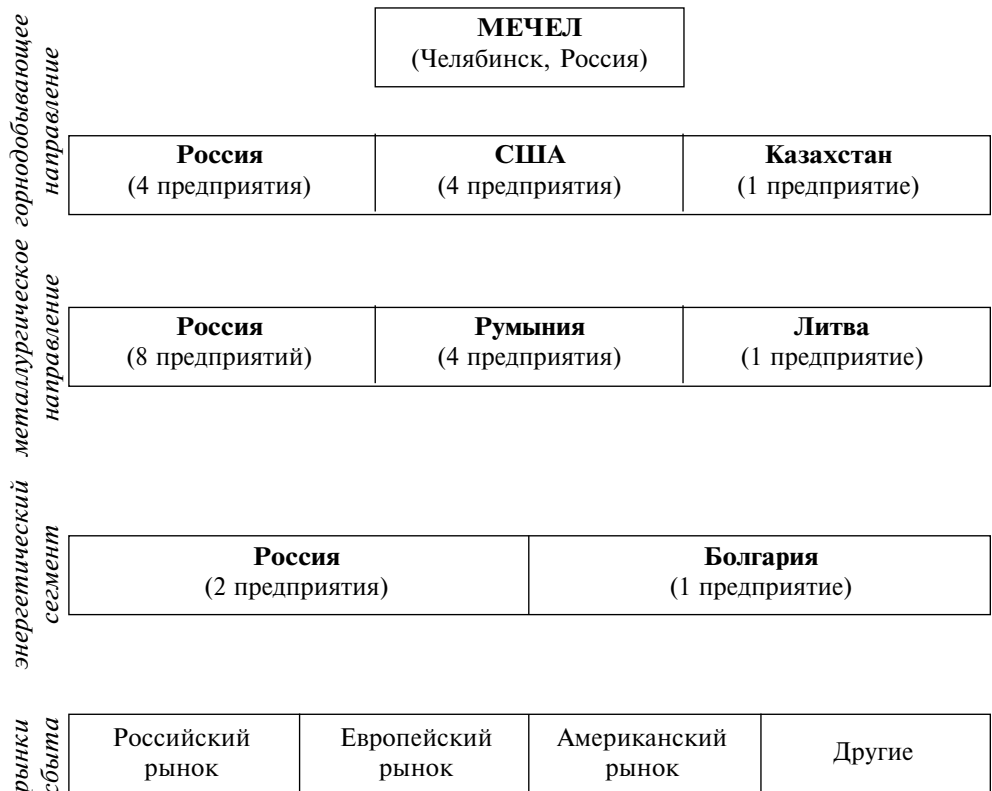 МЕЧЕЛ
(Челябинск, Россия)
горнодобывающее
направление
Россия
(4 предприятия)
США
(4 предприятия)
Казахстан
(1 предприятие)
металлургическое
направление
Россия
(8 предприятий)
Румыния
(4 предприятия)
Литва
(1 предприятие)
энергетический
сегмент
Россия
(2 предприятия)
Болгария
(1 предприятие)
рынки
сбыта
Российский
рынок
Европейский
рынок
Американский
рынок
Другие